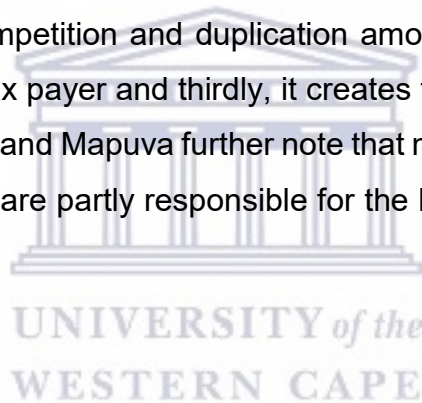 mpetition and duplication amo
x payer and thirdly, it creates
and Mapuva further note that
are partly responsible for the
UNIVERSITY of the
WESTERN CAPE